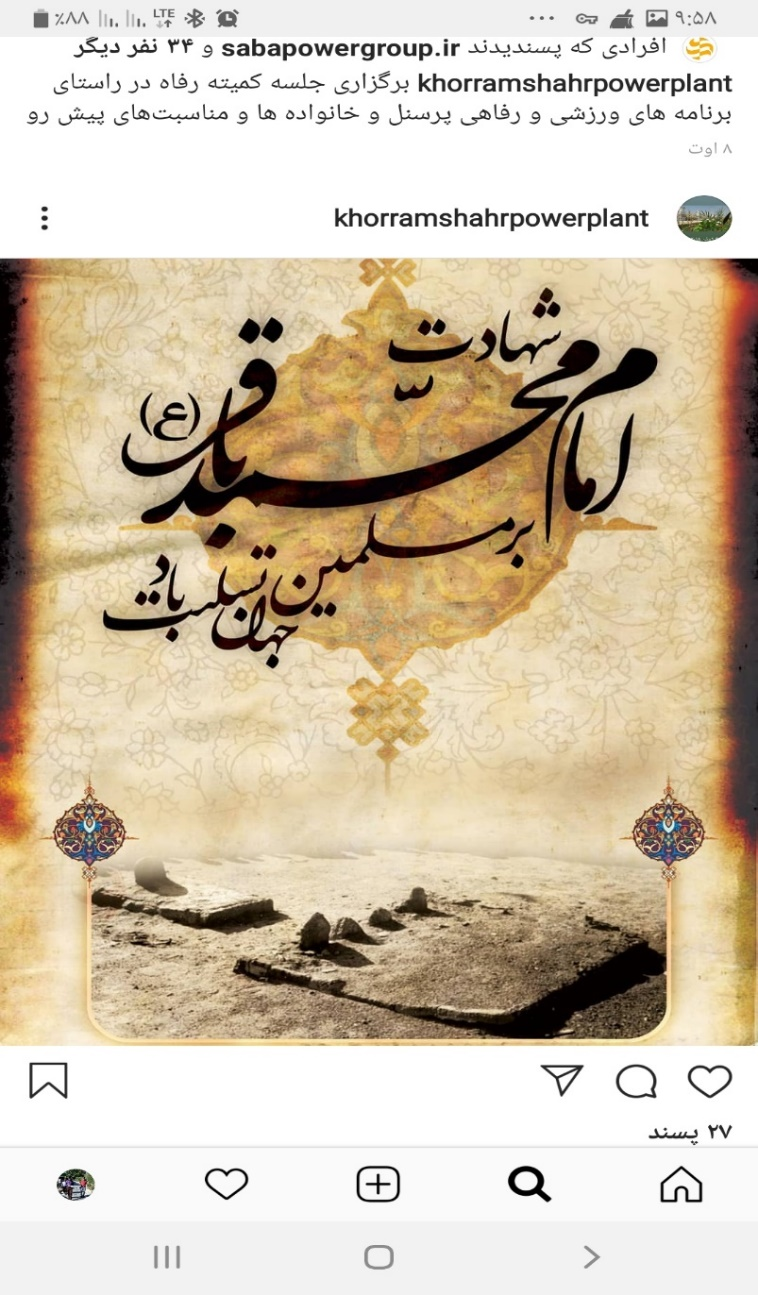 ٪۸۸ LTE ۹:۵۸
افرادی که پسندیدند sabapowergroup.ir و ۳۴ نفر دیگر
khorramshahrpowerplant برگزاری جلسه کمیته رفاه در راستای
برنامه های ورزشی و رفاهی پرسنل و خانواده ها و مناسبت‌های پیش رو
۸ اوت
khorramshahrpowerplant
شهادت
امام محمد باقر (ع)
بر مسلمین
جهان تسلیت باد
۲۷ پسند